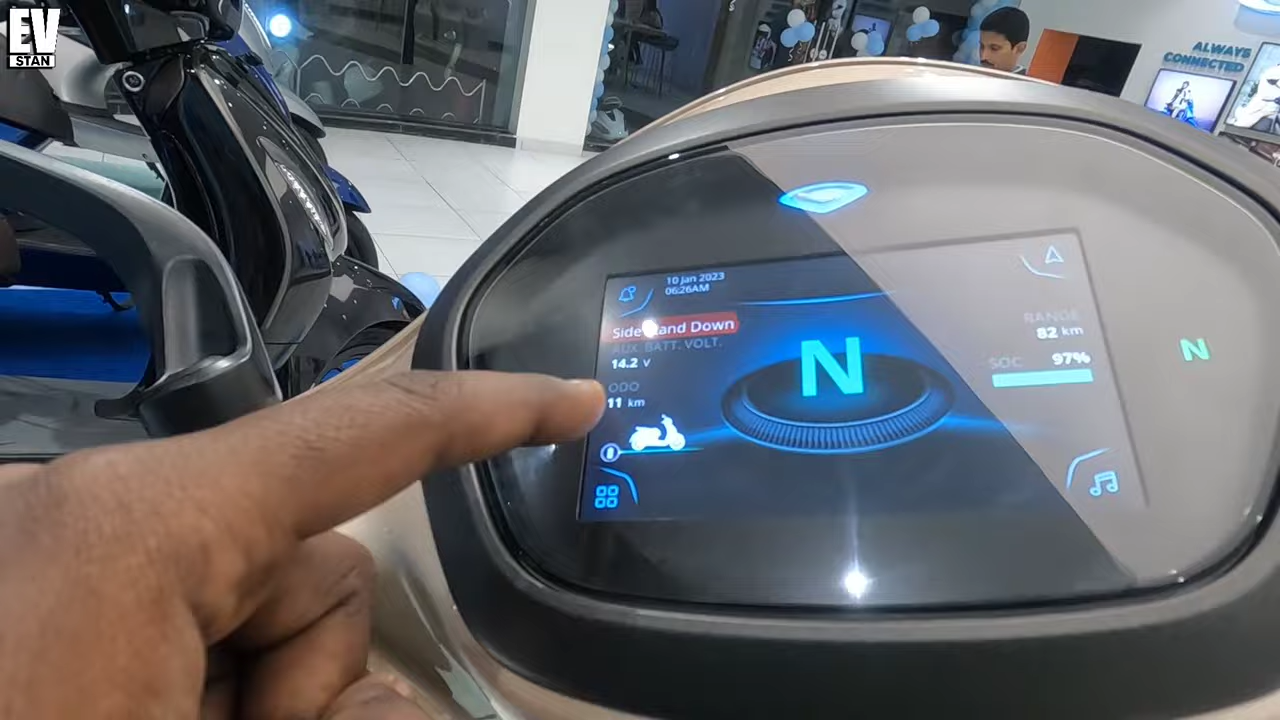 EV
STAN
ALWAYS
CONNECTED
10 Jan 2023
06:26AM
Side Stand Down
AUX. BATT. VOLT.
14.2 V
ODO
11 km
N
RANGE
82 km
SOC 97%
N